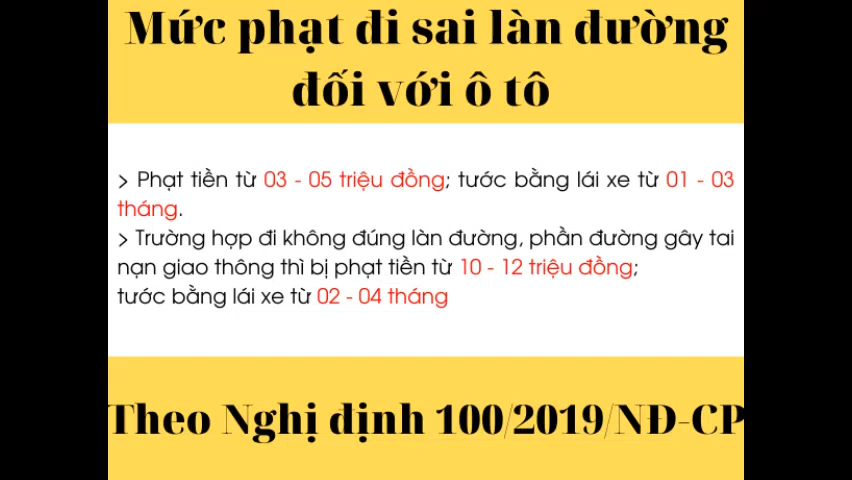 Mức phạt đi sai làn đường
đối với ô tô
> Phạt tiền từ 03 - 05 triệu đồng; tước bằng lái xe từ 01 - 03
tháng.
> Trường hợp đi không đúng làn đường, phần đường gây tai
nạn giao thông thì bị phạt tiền từ 10 - 12 triệu đồng;
tước bằng lái xe từ 02 - 04 tháng
Theo Nghị định 100/2019/NĐ-CP